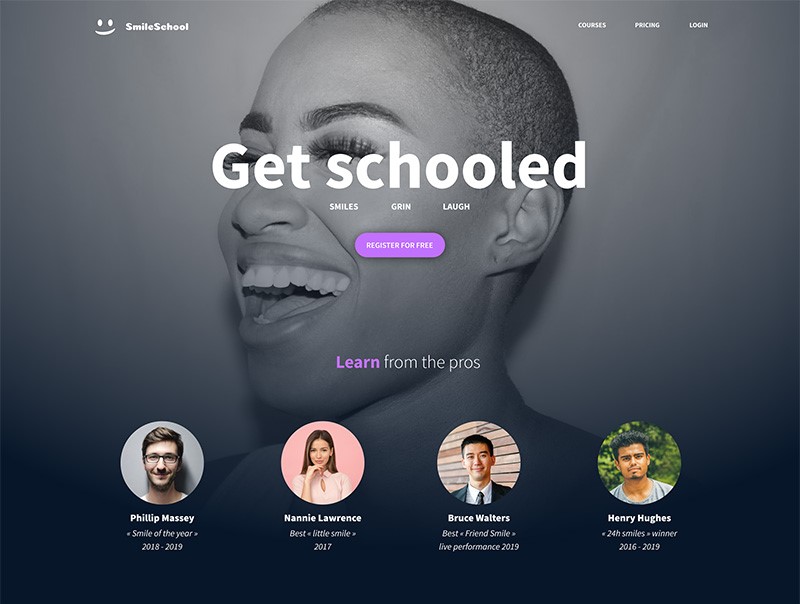 SmileSchool
COURSES PRICING LOGIN
Get schooled
SMILES GRIN LAUGH
REGISTER FOR FREE
Learn from the pros
Phillip Massey
« Smile of the year »
2018 - 2019
Nannie Lawrence
Best « little smile »
2017
Bruce Walters
Best « Friend Smile »
live performance 2019
Henry Hughes
« 24h smiles » winner
2016 - 2019